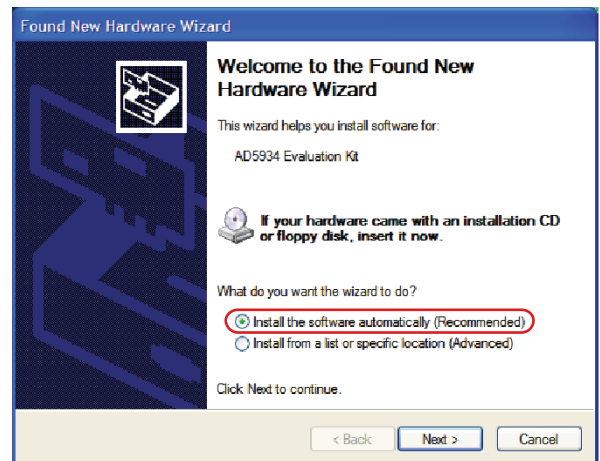 Found New Hardware Wizard
Welcome to the Found New
Hardware Wizard
This wizard helps you install software for:
AD5934 Evaluation Kit
If your hardware came with an installation CD
or floppy disk, insert it now.
What do you want the wizard to do?
Install the software automatically (Recommended)
Install from a list or specific location (Advanced)
Click Next to continue.
< Back
Next >
Cancel